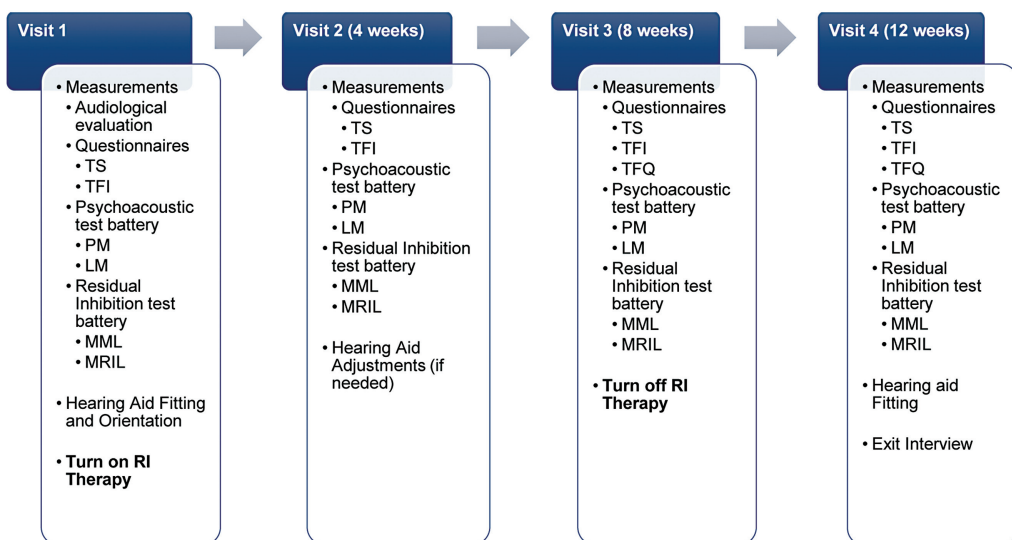 Visit 1
• Measurements
• Audiological
evaluation
• Questionnaires
• TS
• TFI
• Psychoacoustic
test battery
• PM
• LM
• Residual
Inhibition test
battery
• MML
• MRIL
• Hearing Aid Fitting
and Orientation
• Turn on RI
Therapy
Visit 2 (4 weeks)
• Measurements
• Questionnaires
• TS
• TFI
• Psychoacoustic
test battery
• PM
• LM
• Residual Inhibition
test battery
• MML
• MRIL
• Hearing Aid
Adjustments (if
needed)
Visit 3 (8 weeks)
• Measurements
• Questionnaires
• TS
• TFI
• TFQ
• Psychoacoustic
test battery
• PM
• LM
• Residual
Inhibition test
battery
• MML
• MRIL
• Turn off RI
Therapy
Visit 4 (12 weeks)
• Measurements
• Questionnaires
• TS
• TFI
• TFQ
• Psychoacoustic
test battery
• PM
• LM
• Residual
Inhibition test
battery
• MML
• MRIL
• Hearing aid
Fitting
• Exit Interview